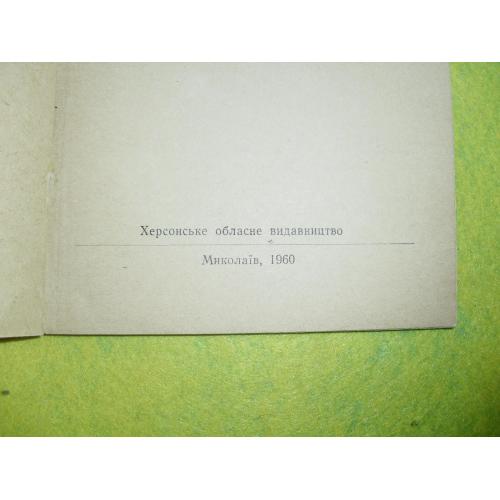 Херсонське обласне видавництво
Миколаїв, 1960